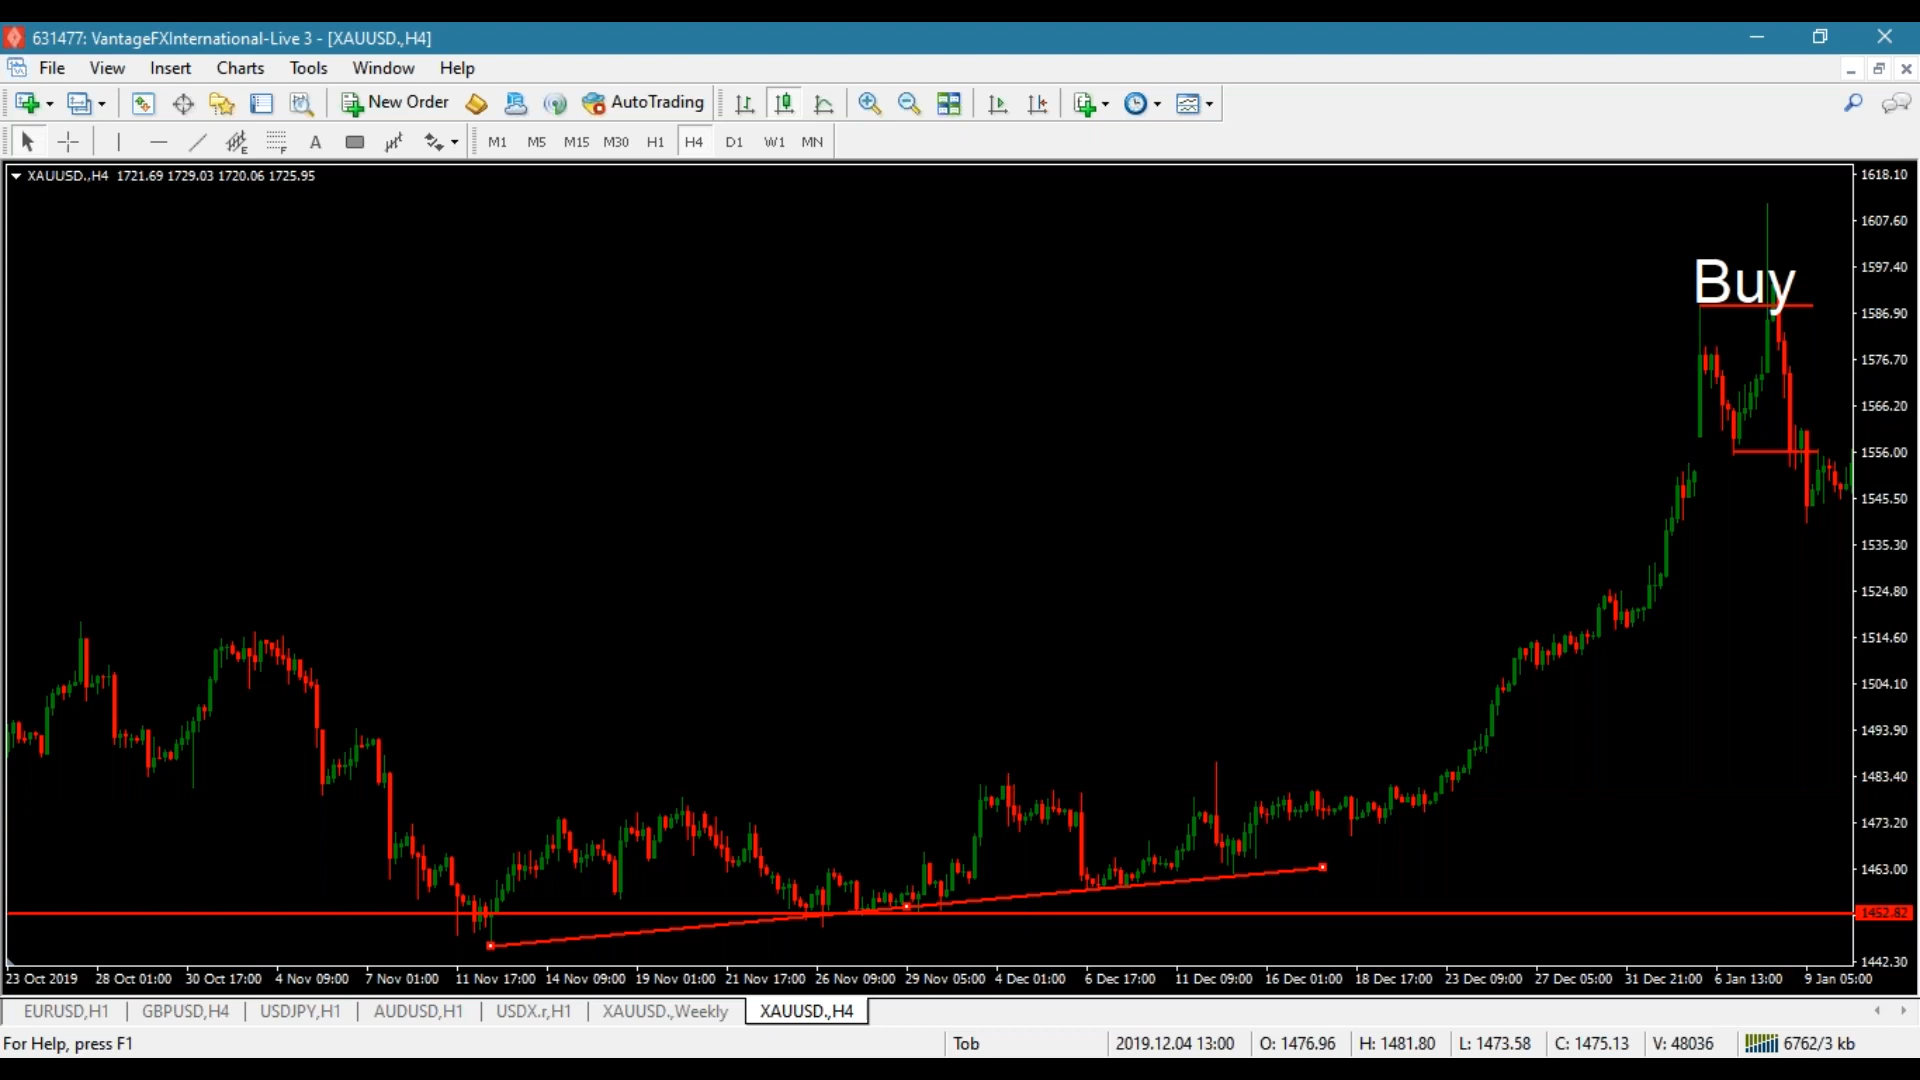 631477: VantageFXInternational-Live 3 - [XAUUSD.,H4]
File View Insert Charts Tools Window Help
New Order AutoTrading
E F A M1 M5 M15 M30 H1 H4 D1 W1 MN
XAUUSD.,H4 1721.69 1729.03 1720.06 1725.95
1618.10
1607.60
Buy
1597.40
1586.90
1576.70
1566.20
1556.00
1545.50
1535.30
1524.80
1514.60
1504.10
1493.90
1483.40
1473.20
1463.00
1452.82
1442.30
23 Oct 2019 28 Oct 01:00 30 Oct 17:00 4 Nov 09:00 7 Nov 01:00 11 Nov 17:00 14 Nov 09:00 19 Nov 01:00 21 Nov 17:00 26 Nov 09:00 29 Nov 05:00 4 Dec 01:00 6 Dec 17:00 11 Dec 09:00 16 Dec 01:00 18 Dec 17:00 23 Dec 09:00 27 Dec 05:00 31 Dec 21:00 6 Jan 13:00 9 Jan 05:00
EURUSD,H1 GBPUSD,H4 USDJPY,H1 AUDUSD,H1 USDX.r,H1 XAUUSD.,Weekly XAUUSD.,H4
For Help, press F1 Tob 2019.12.04 13:00 O: 1476.96 H: 1481.80 L: 1473.58 C: 1475.13 V: 48036 6762/3 kb